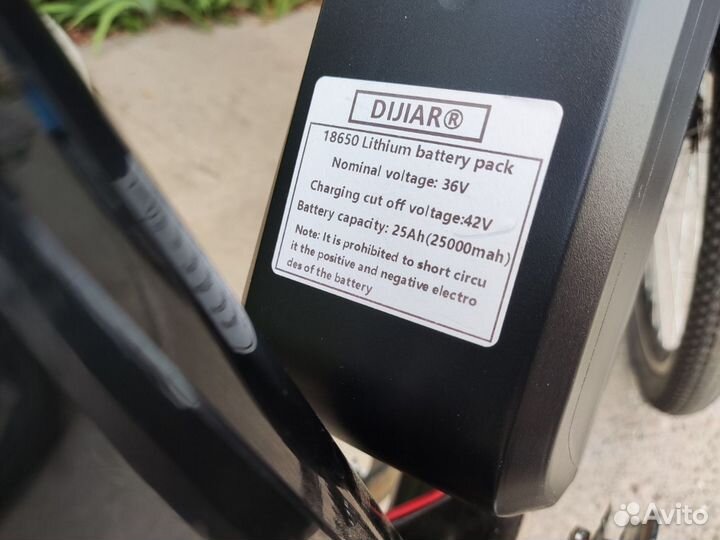 DIJIAR®
18650 Lithium battery pack
Nominal voltage: 36V
Charging cut off voltage:42V
Battery capacity: 25Ah(25000mah)
Note: It is prohibited to short circu
it the positive and negative electro
des of the battery
Avito